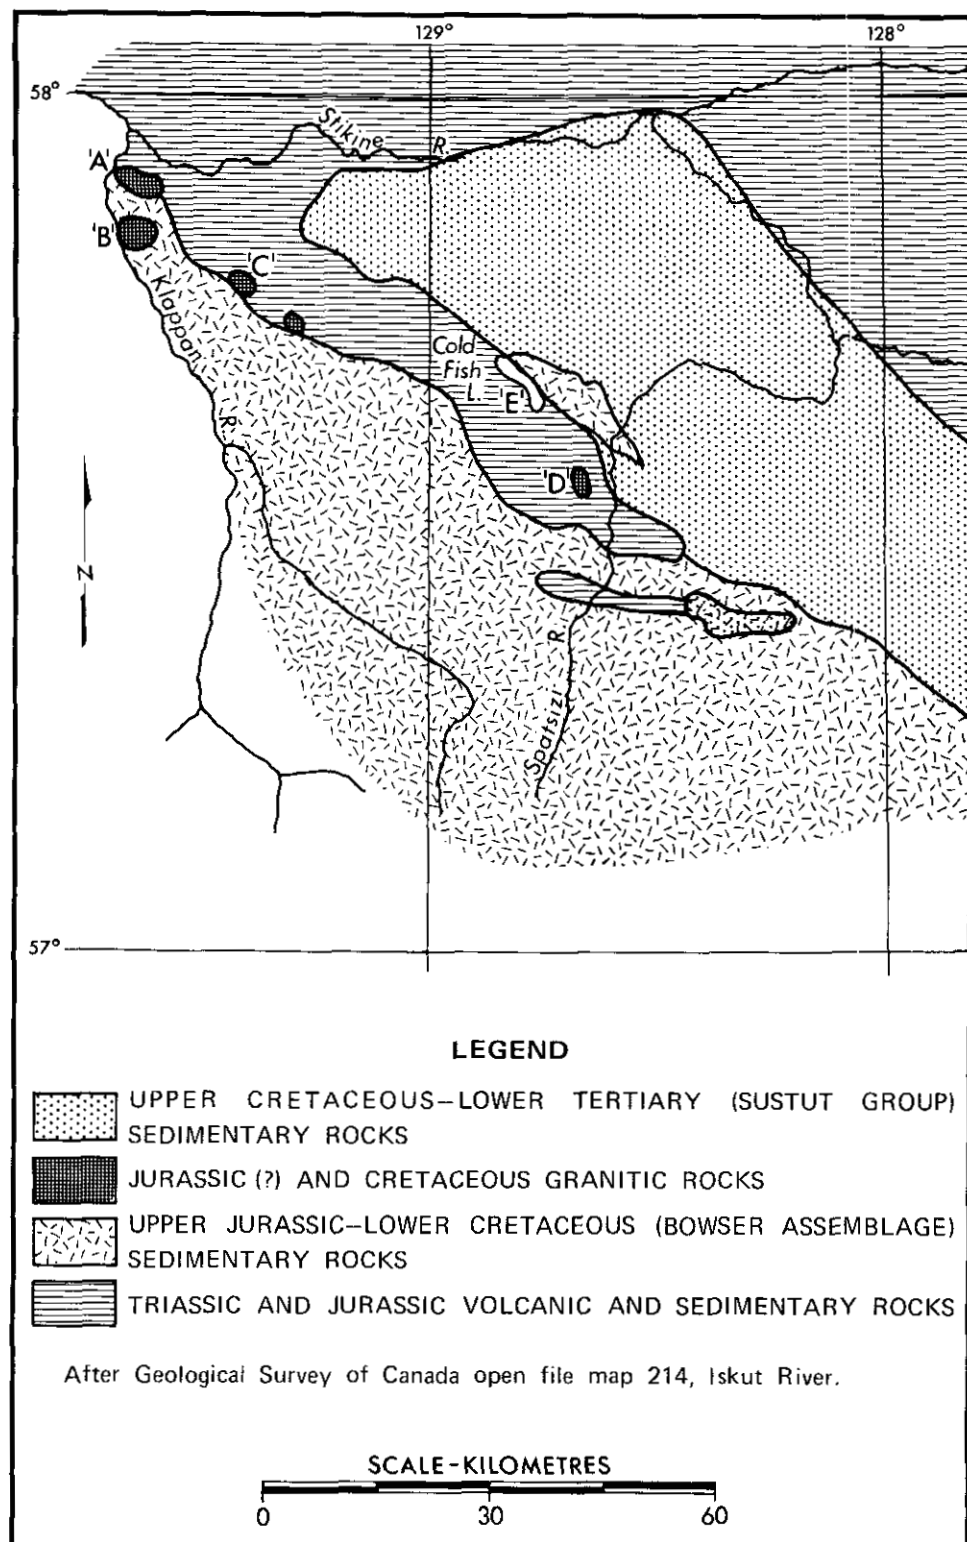 129° 128°
58°
Stikine R.
'A'
'B'
'C'
Klappan R.
Cold
Fish
L.
'E'
'D'
N
Spatsizi R
57°
LEGEND
UPPER CRETACEOUS–LOWER TERTIARY (SUSTUT GROUP)
SEDIMENTARY ROCKS
JURASSIC (?) AND CRETACEOUS GRANITIC ROCKS
UPPER JURASSIC–LOWER CRETACEOUS (BOWSER ASSEMBLAGE)
SEDIMENTARY ROCKS
TRIASSIC AND JURASSIC VOLCANIC AND SEDIMENTARY ROCKS
After Geological Survey of Canada open file map 214, Iskut River.
SCALE-KILOMETRES
0 30 60